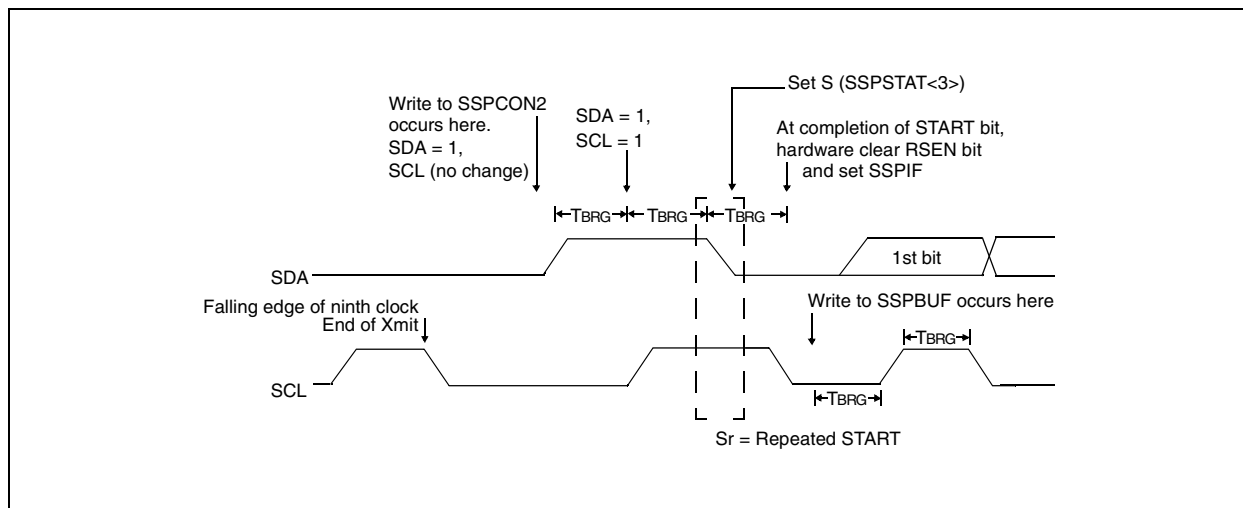 Set S (SSPSTAT<3>)
Write to SSPCON2
occurs here.
SDA = 1,
SCL (no change)
SDA = 1,
SCL = 1
At completion of START bit,
hardware clear RSEN bit
and set SSPIF
TBRG
TBRG
TBRG
SDA
1st bit
Falling edge of ninth clock
End of Xmit
Write to SSPBUF occurs here
TBRG
SCL
TBRG
Sr = Repeated START